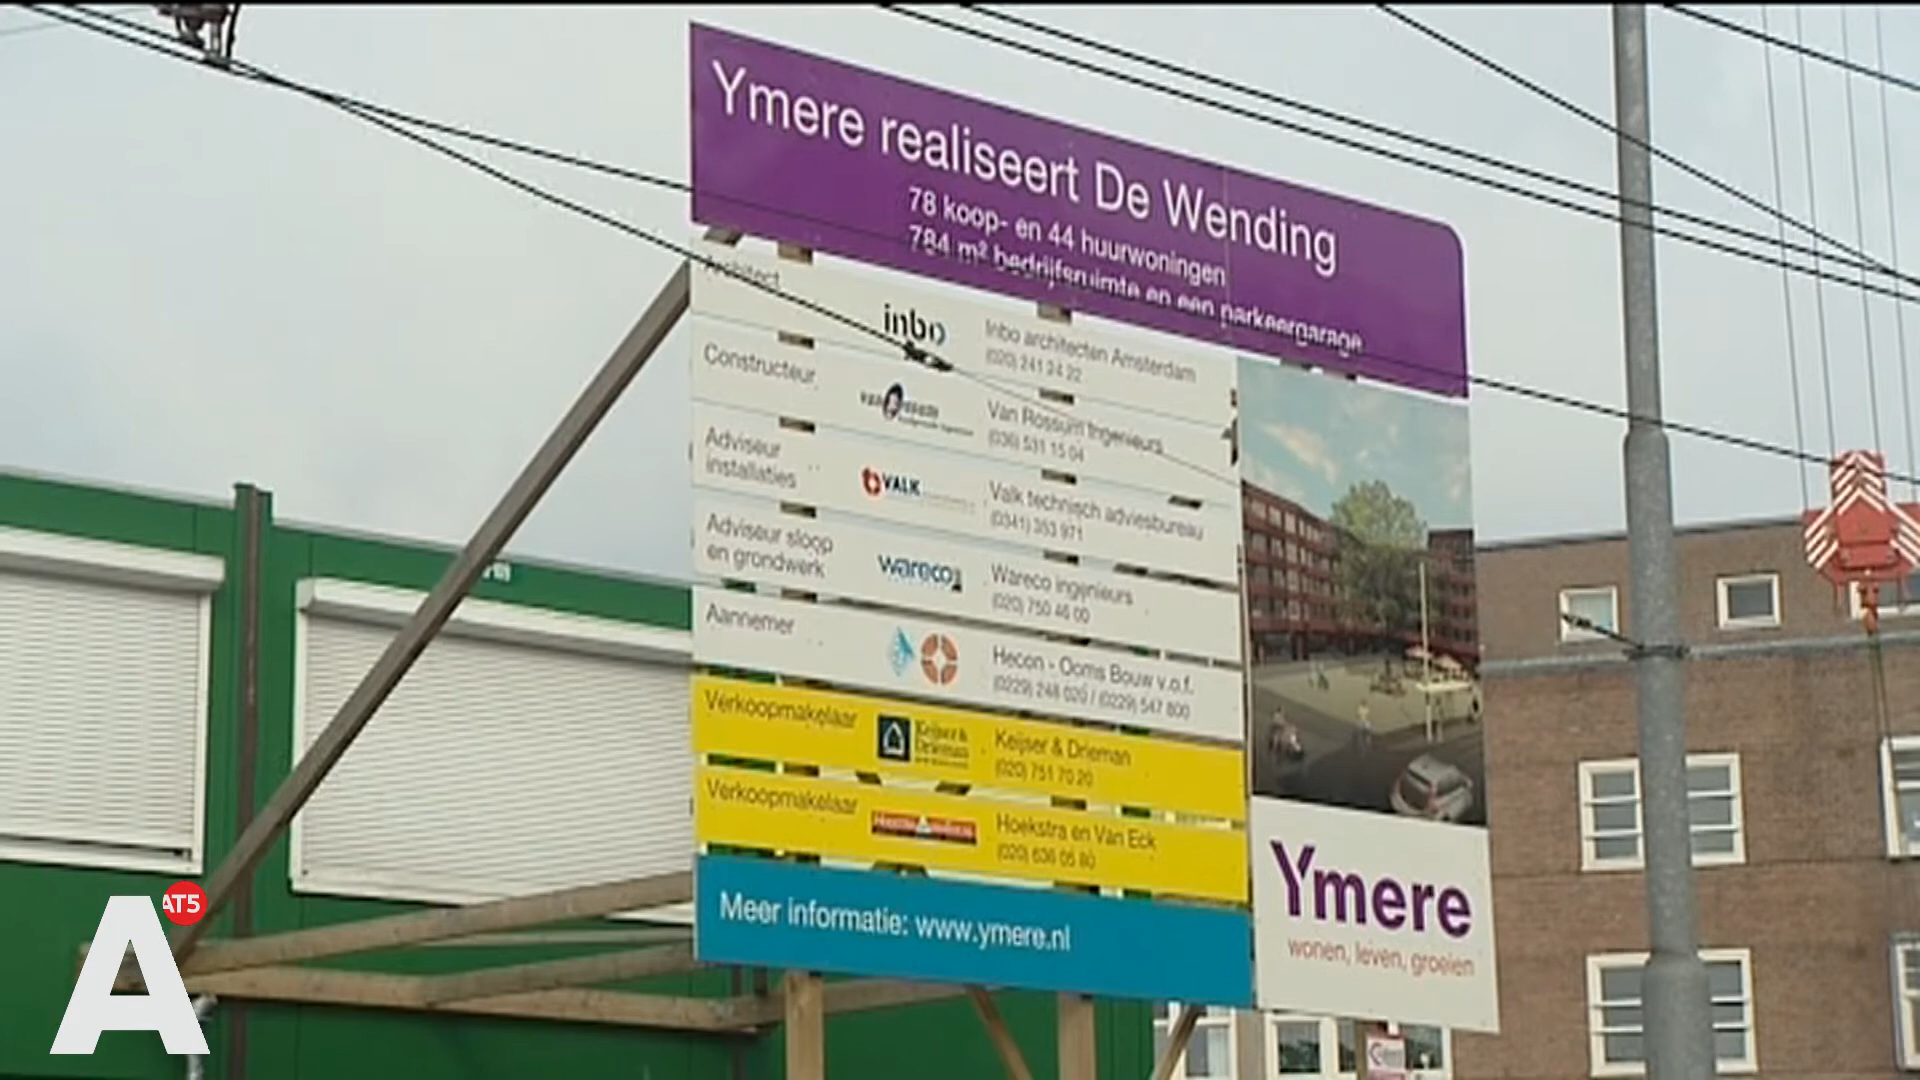 Ymere realiseert De Wending
78 koop- en 44 huurwoningen
784 m² bedrijfsruimte en een parkeergarage
Architect
inbo
Inbo architecten Amsterdam
(020) 241 24 22
Constructeur
Van Rossum Ingenieurs
(036) 531 15 04
Adviseur
installaties
VALK
Valk technisch adviesbureau
(0341) 353 971
Adviseur sloop
en grondwerk
wareco
Wareco ingenieurs
(020) 750 46 00
Aannemer
Hecon - Ooms Bouw v.o.f.
(0229) 248 020 / (0229) 547 800
Verkoopmakelaar
Keijser &
Drieman
Keijser & Drieman
(020) 751 70 20
Verkoopmakelaar
Hoekstra en Van Eck
(020) 636 05 80
Meer informatie: www.ymere.nl
Ymere
wonen, leven, groeien
A
AT5